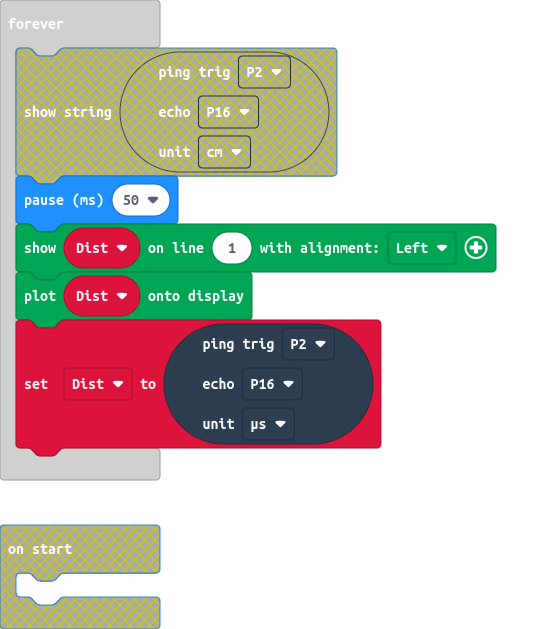 forever
ping trig P2
show string echo P16
unit cm
pause (ms) 50
show Dist on line 1 with alignment: Left
plot Dist onto display
ping trig P2
set Dist to echo P16
unit µs
on start